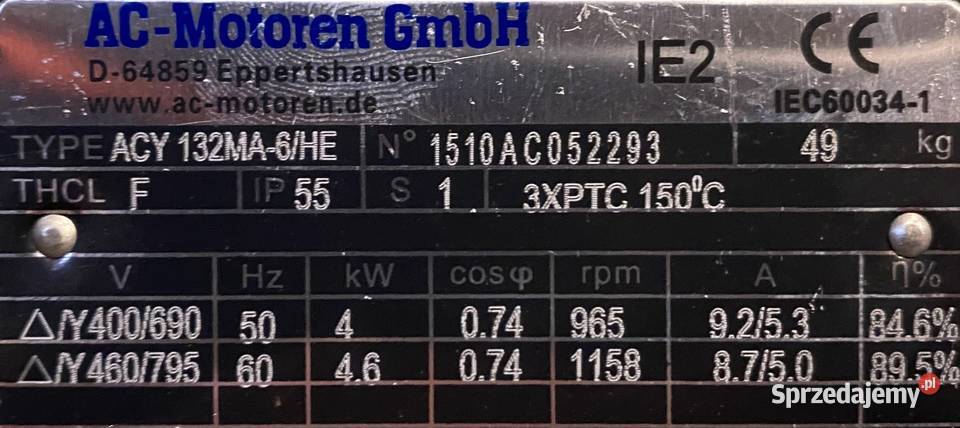 AC-Motoren GmbH
D-64859 Eppertshausen
www.ac-motoren.de
IE2
CE
IEC60034-1
TYPE ACY 132MA-6/HE N° 1510AC052293 49 kg
THCL F IP 55 S 1 3XPTC 150°C
V Hz kW cosφ rpm A η%
△/Y400/690 50 4 0.74 965 9.2/5.3 84.6%
△/Y460/795 60 4.6 0.74 1158 8.7/5.0 89.5%
Sprzedajemy.pl